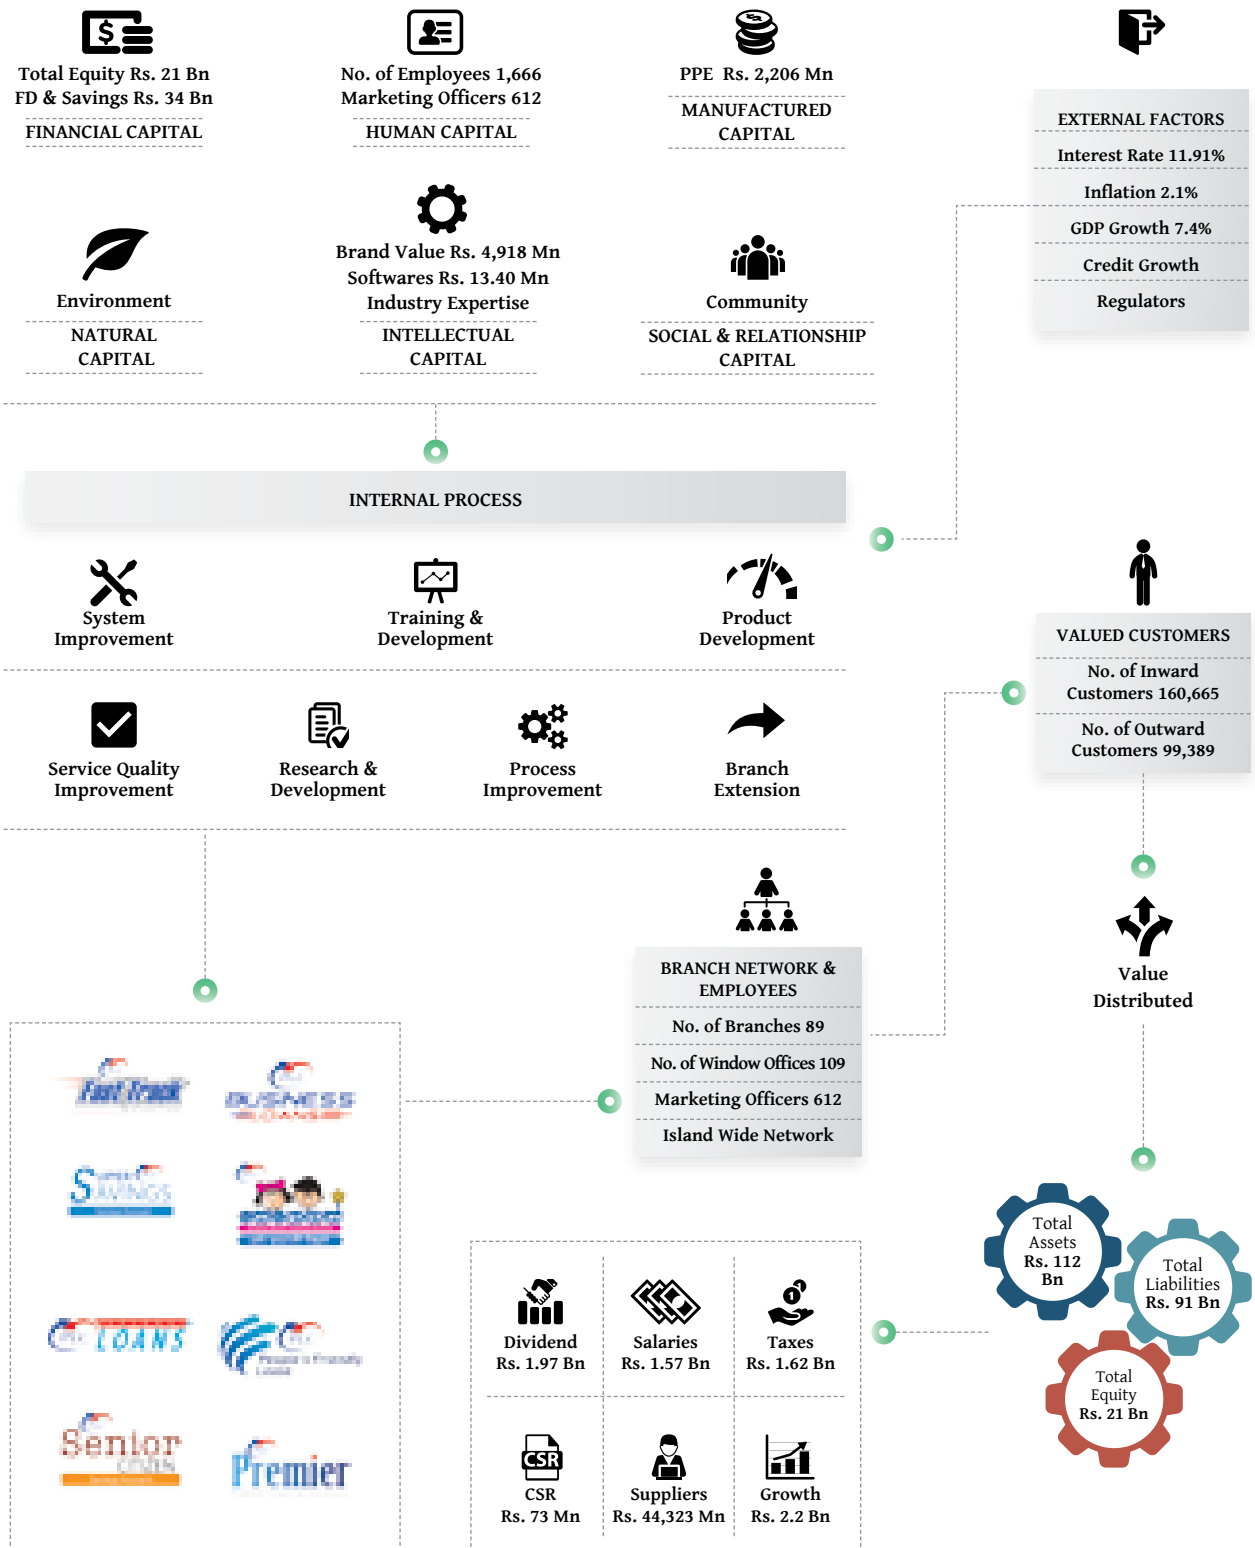 Total Equity Rs. 21 Bn
FD & Savings Rs. 34 Bn
FINANCIAL CAPITAL
No. of Employees 1,666
Marketing Officers 612
HUMAN CAPITAL
PPE Rs. 2,206 Mn
MANUFACTURED
CAPITAL
EXTERNAL FACTORS
Interest Rate 11.91%
Inflation 2.1%
GDP Growth 7.4%
Credit Growth
Regulators
Environment
NATURAL
CAPITAL
Brand Value Rs. 4,918 Mn
Softwares Rs. 13.40 Mn
Industry Expertise
INTELLECTUAL
CAPITAL
Community
SOCIAL & RELATIONSHIP
CAPITAL
INTERNAL PROCESS
System
Improvement
Training &
Development
Product
Development
Service Quality
Improvement
Research &
Development
Process
Improvement
Branch
Extension
VALUED CUSTOMERS
No. of Inward
Customers 160,665
No. of Outward
Customers 99,389
Value
Distributed
BRANCH NETWORK &
EMPLOYEES
No. of Branches 89
No. of Window Offices 109
Marketing Officers 612
Island Wide Network
Fast Track
BUSINESS
LOANS
SAVINGS
LOANS
Senior
Premier
Total
Assets
Rs. 112
Bn
Total
Liabilities
Rs. 91 Bn
Total
Equity
Rs. 21 Bn
Dividend
Rs. 1.97 Bn
Salaries
Rs. 1.57 Bn
Taxes
Rs. 1.62 Bn
CSR
CSR
Rs. 73 Mn
Suppliers
Rs. 44,323 Mn
Growth
Rs. 2.2 Bn